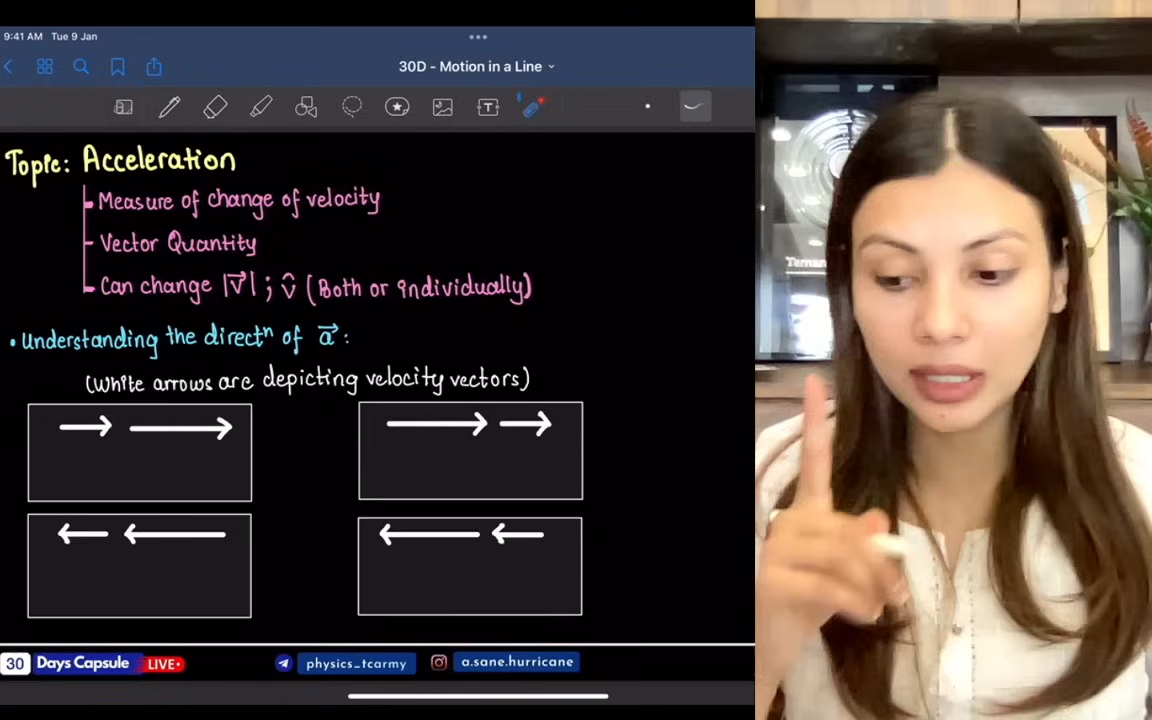 9:41 AM Tue 9 Jan
30D - Motion in a Line
T
Topic: Acceleration
Measure of change of velocity
Vector Quantity
Can change |v⃗| ; v̂ (Both or individually)
• Understanding the directⁿ of a⃗ :
(White arrows are depicting velocity vectors)
30 Days Capsule LIVE
physics_tcarmy
a.sane.hurricane